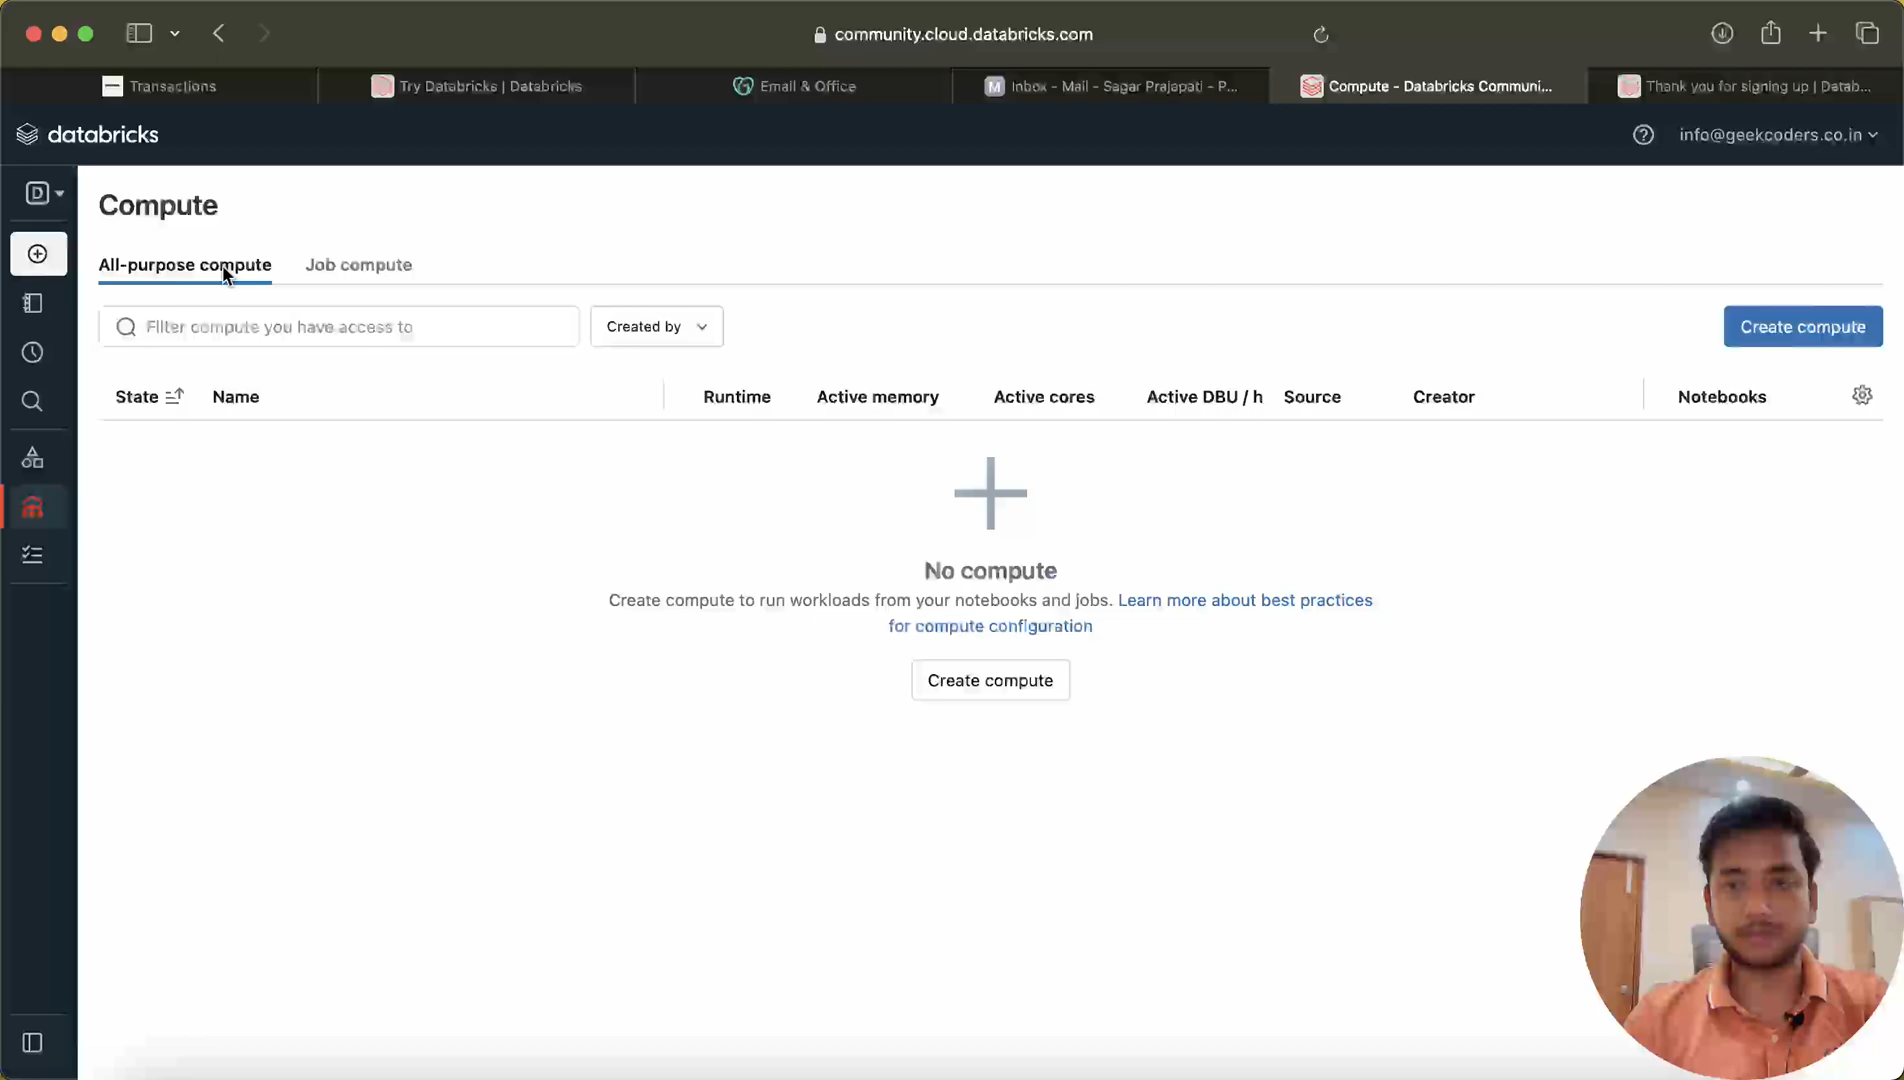 community.cloud.databricks.com
Transactions
Try Databricks | Databricks
Email & Office
M Inbox - Mail - Sagar Prajapati - P...
Compute - Databricks Communi...
Thank you for signing up | Datab...
databricks
info@geekcoders.co.in
D
Compute
All-purpose compute
Job compute
Filter compute you have access to
Created by
Create compute
State
Name
Runtime
Active memory
Active cores
Active DBU / h
Source
Creator
Notebooks
No compute
Create compute to run workloads from your notebooks and jobs. Learn more about best practices
for compute configuration
Create compute